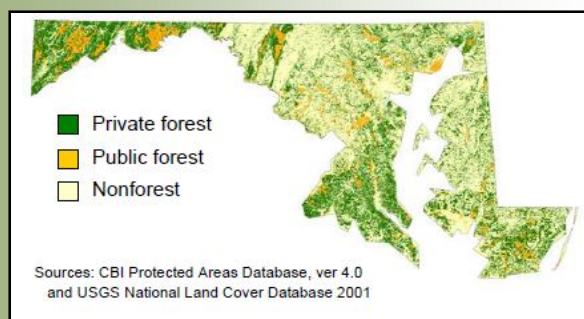 Private forest
Public forest
Nonforest
Sources: CBI Protected Areas Database, ver 4.0
and USGS National Land Cover Database 2001